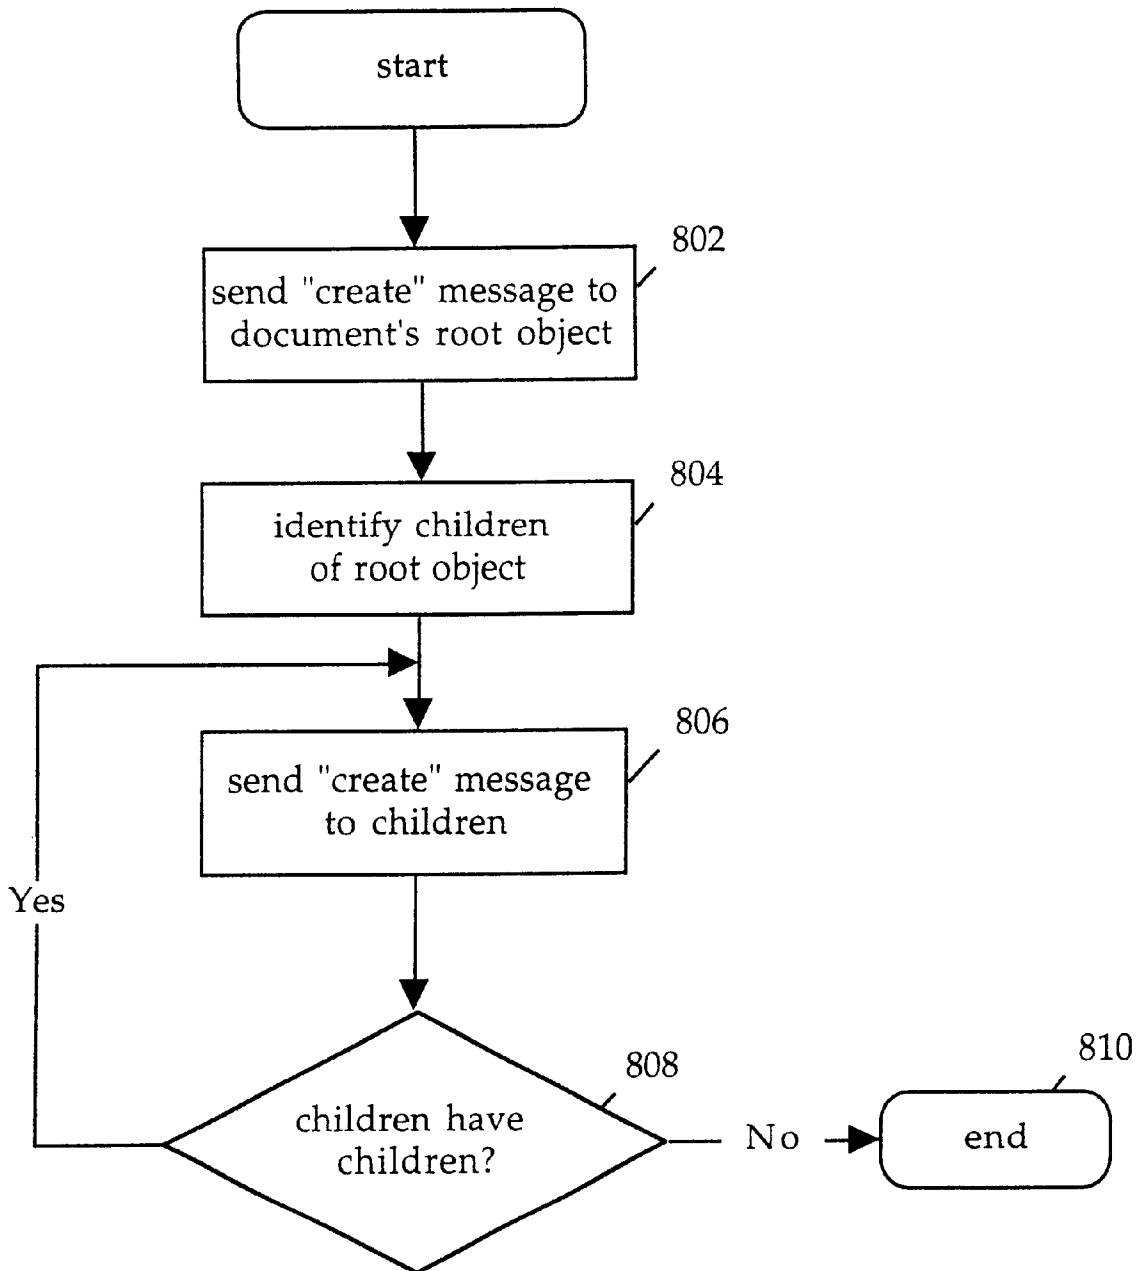 start
802
send "create" message to
document's root object
804
identify children
of root object
806
send "create" message
to children
Yes
808
children have
children?
No
810
end